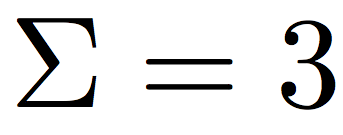 Σ = 3